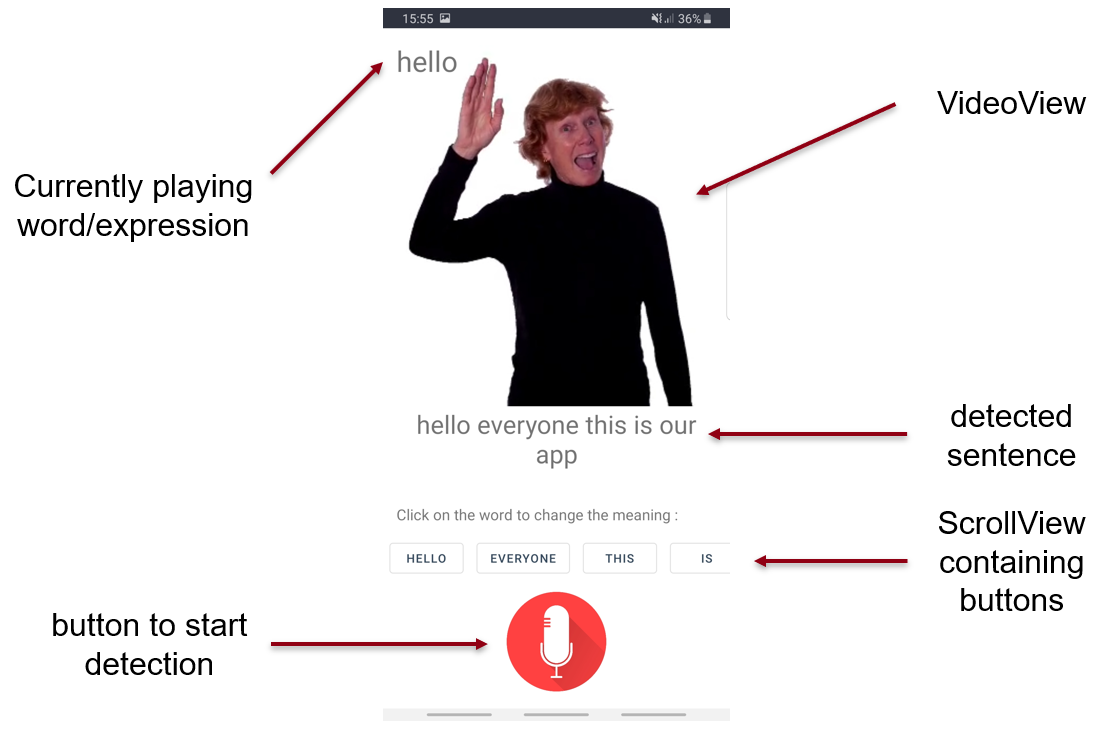 15:55
36%
hello
VideoView
Currently playing
word/expression
hello everyone this is our
app
detected
sentence
Click on the word to change the meaning :
HELLO EVERYONE THIS IS
ScrollView
containing
buttons
button to start
detection